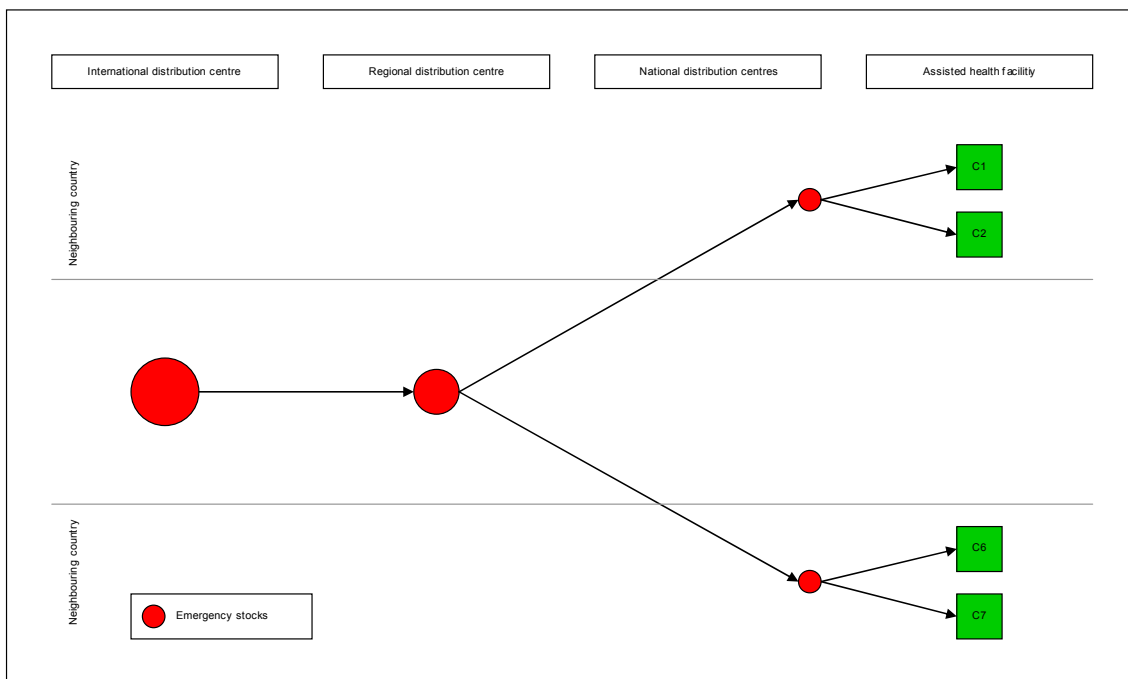 International distribution centre
Regional distribution centre
National distribution centres
Assisted health facilitiy
Neighbouring country
C1
C2
Neighbouring country
C6
C7
Emergency stocks